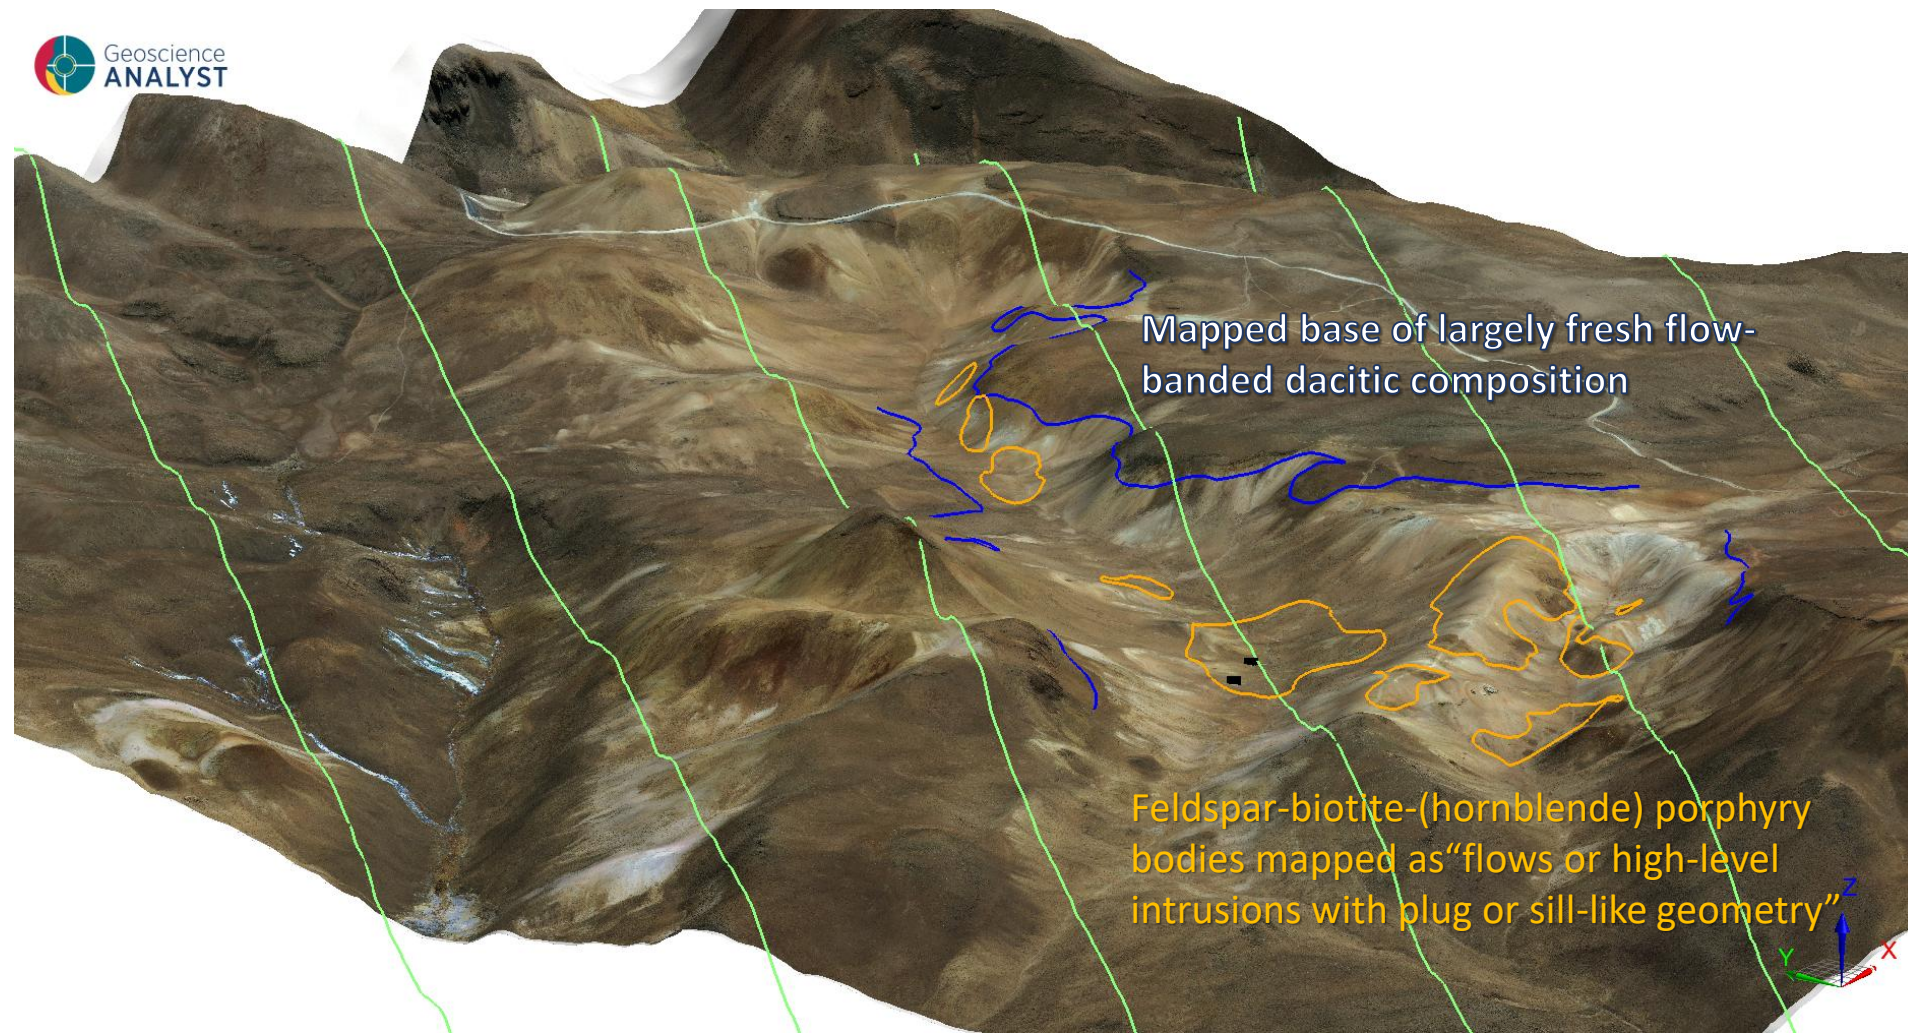 Geoscience
ANALYST
Mapped base of largely fresh flow-
banded dacitic composition
Feldspar-biotite-(hornblende) porphyry
bodies mapped as“flows or high-level
intrusions with plug or sill-like geometry”
Z
Y
X